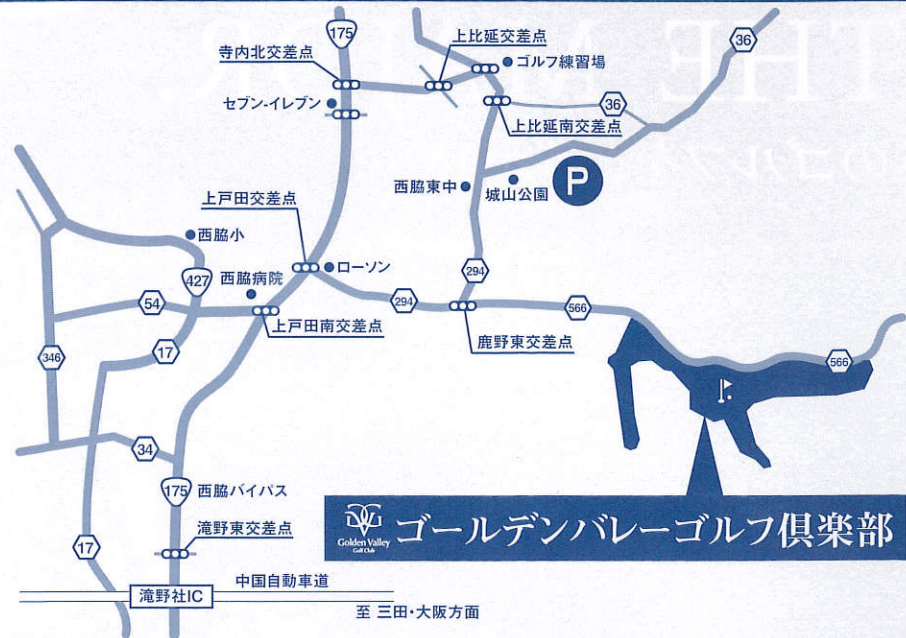 175
寺内北交差点
上比延交差点
ゴルフ練習場
36
セブン-イレブン
36
上比延南交差点
西脇東中
城山公園
P
上戸田交差点
西脇小
ローソン
427
西脇病院
294
294
54
上戸田南交差点
566
鹿野東交差点
346
17
566
34
175
西脇バイパス
Golden Valley
Golf Club
ゴールデンバレーゴルフ倶楽部
滝野東交差点
17
中国自動車道
滝野社IC
至 三田・大阪方面